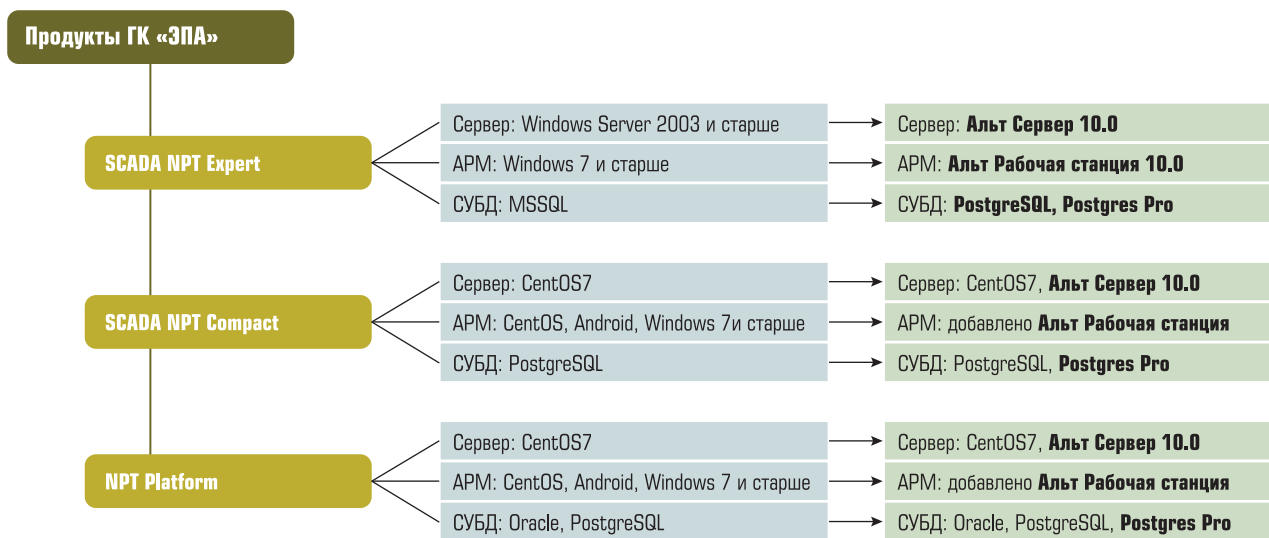 Продукты ГК «ЭПА»
SCADA NPT Expert
Сервер: Windows Server 2003 и старше
Сервер: Альт Сервер 10.0
АРМ: Windows 7 и старше
АРМ: Альт Рабочая станция 10.0
СУБД: MSSQL
СУБД: PostgreSQL, Postgres Pro
SCADA NPT Compact
Сервер: CentOS7
Сервер: CentOS7, Альт Сервер 10.0
АРМ: CentOS, Android, Windows 7и старше
АРМ: добавлено Альт Рабочая станция
СУБД: PostgreSQL
СУБД: PostgreSQL, Postgres Pro
NPT Platform
Сервер: CentOS7
Сервер: CentOS7, Альт Сервер 10.0
АРМ: CentOS, Android, Windows 7 и старше
АРМ: добавлено Альт Рабочая станция
СУБД: Oracle, PostgreSQL
СУБД: Oracle, PostgreSQL, Postgres Pro